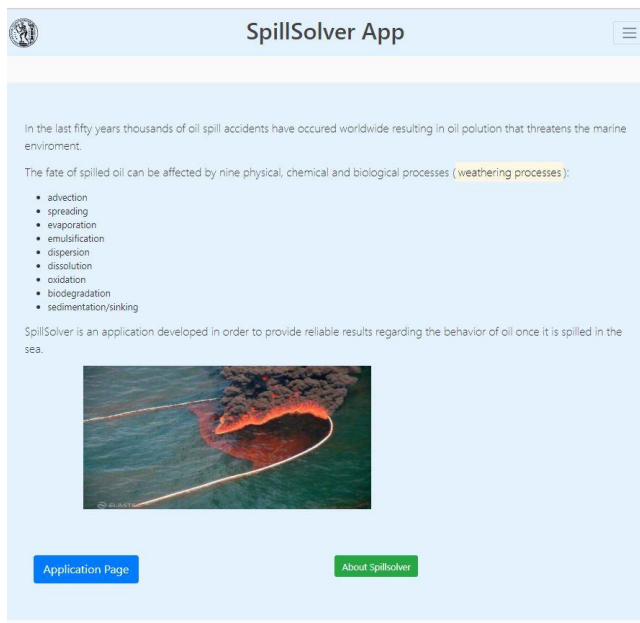 SpillSolver App
In the last fifty years thousands of oil spill accidents have occured worldwide resulting in oil polution that threatens the marine
enviroment.
The fate of spilled oil can be affected by nine physical, chemical and biological processes ( weathering processes ):
advection
spreading
evaporation
emulsification
dispersion
dissolution
oxidation
biodegradation
sedimentation/sinking
SpillSolver is an application developed in order to provide reliable results regarding the behavior of oil once it is spilled in the
sea.
Application Page
About Spillsolver